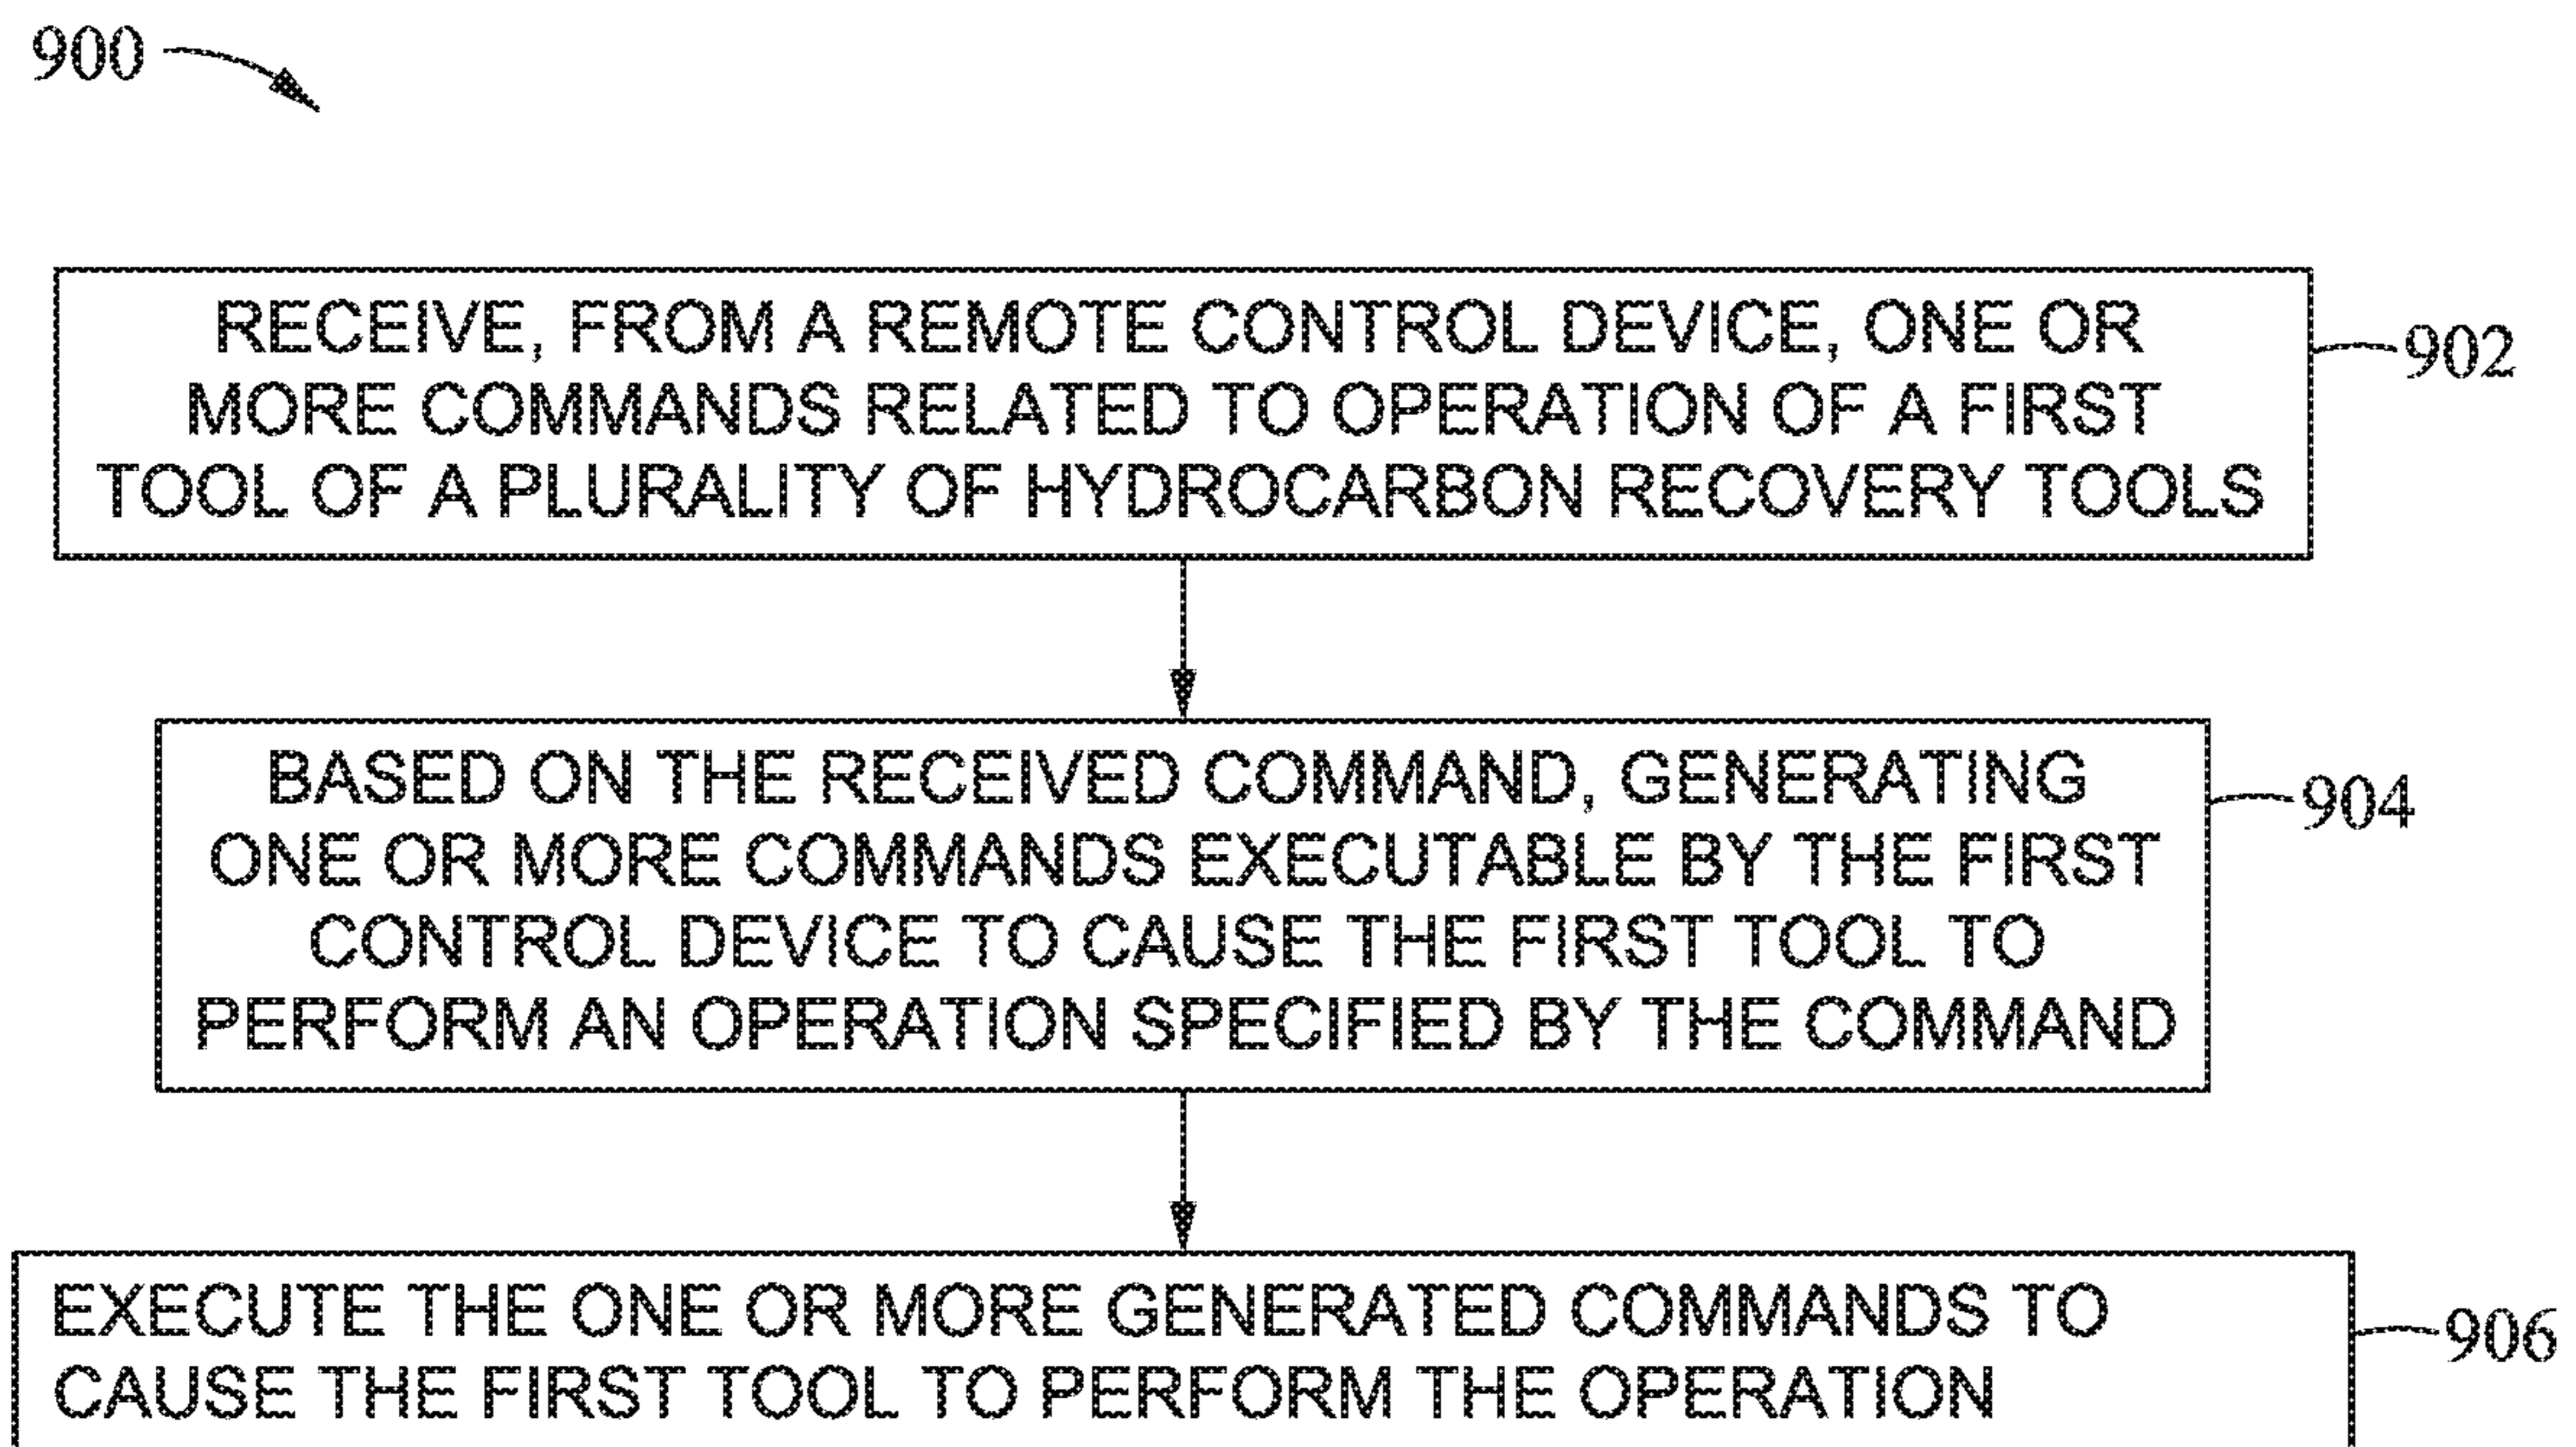 900
RECEIVE, FROM A REMOTE CONTROL DEVICE, ONE OR
MORE COMMANDS RELATED TO OPERATION OF A FIRST
TOOL OF A PLURALITY OF HYDROCARBON RECOVERY TOOLS
902
BASED ON THE RECEIVED COMMAND, GENERATING
ONE OR MORE COMMANDS EXECUTABLE BY THE FIRST
CONTROL DEVICE TO CAUSE THE FIRST TOOL TO
PERFORM AN OPERATION SPECIFIED BY THE COMMAND
904
EXECUTE THE ONE OR MORE GENERATED COMMANDS TO
CAUSE THE FIRST TOOL TO PERFORM THE OPERATION
906